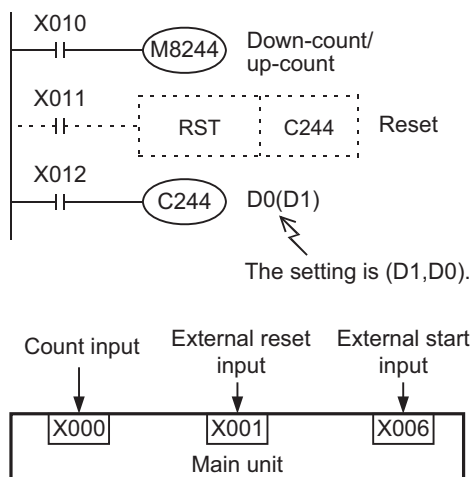 X010
M8244
Down-count/
up-count
X011
RST
C244
Reset
X012
C244
D0(D1)
The setting is (D1,D0).
Count input
External reset
input
External start
input
X000
X001
X006
Main unit